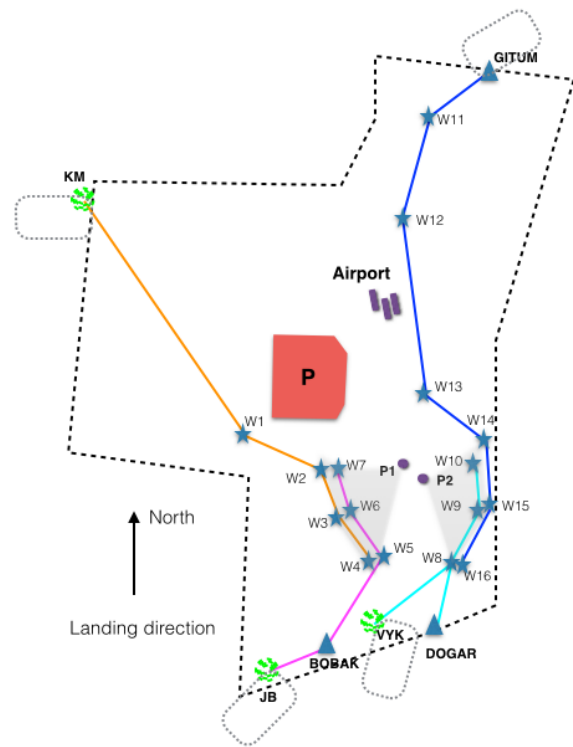 GITUM
W11
KM
W12
Airport
P
W13
W1
W14
W10
P1
W7
W2
P2
W6
W9
W15
W3
North
W5
W8
W4
W16
Landing direction
VYK
DOGAR
BOBAK
JB